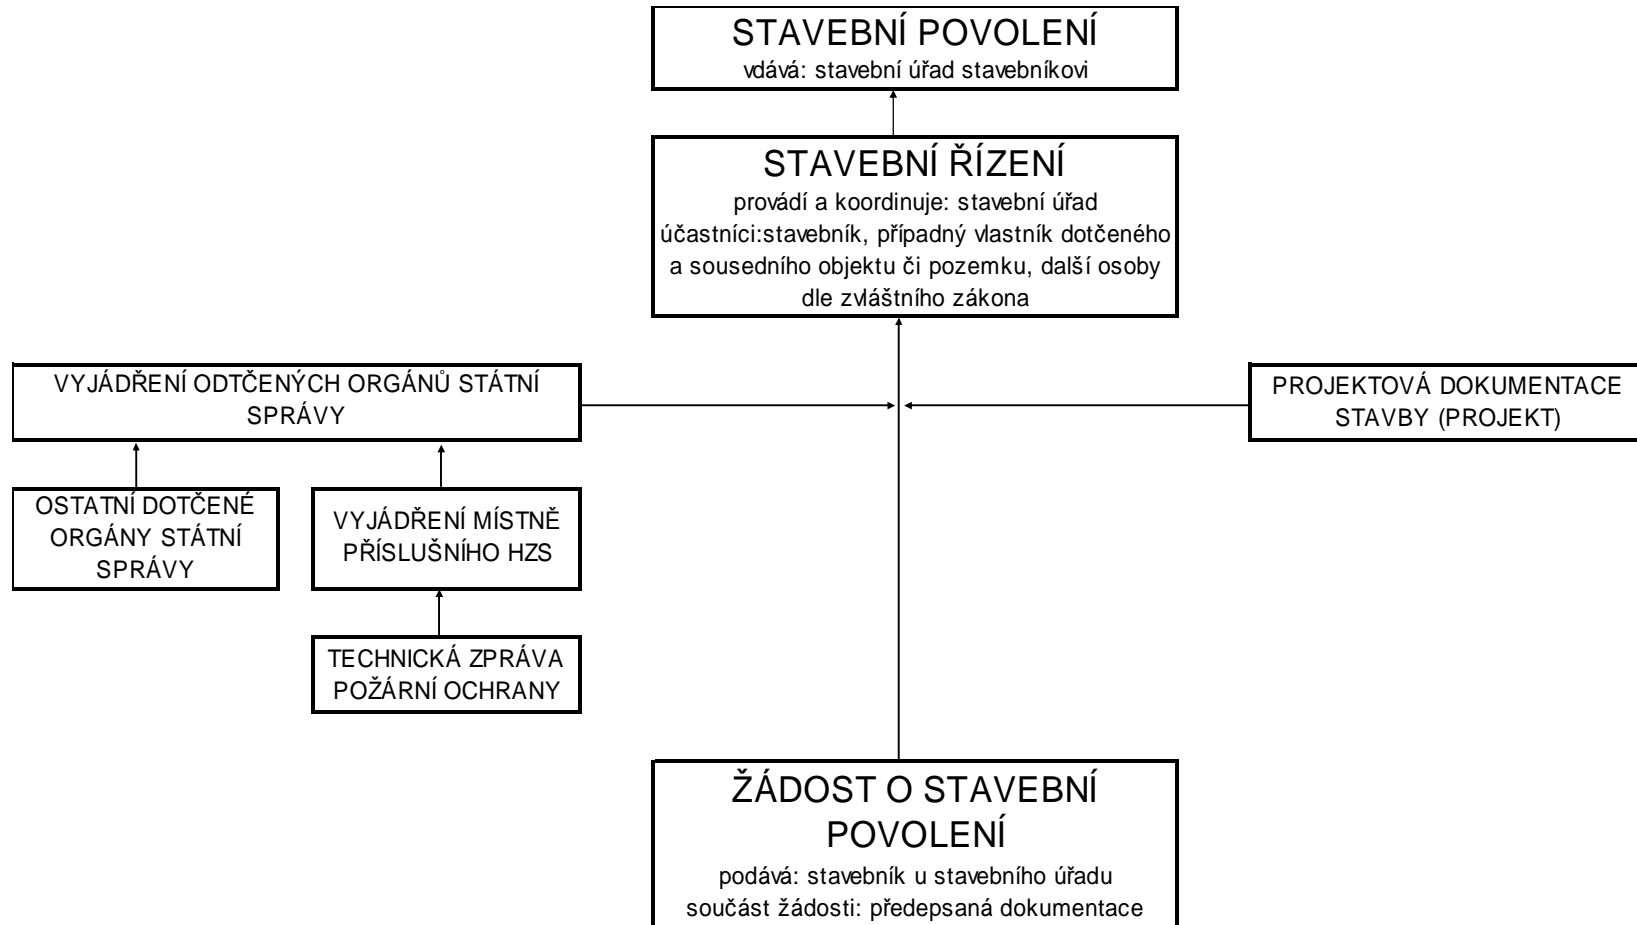 STAVEBNÍ POVOLENÍ
vdává: stavební úřad stavebníkovi
STAVEBNÍ ŘÍZENÍ
provádí a koordinuje: stavební úřad
účastníci:stavebník, případný vlastník dotčeného
a sousedního objektu či pozemku, další osoby
dle zvláštního zákona
VYJÁDŘENÍ ODTČENÝCH ORGÁNŮ STÁTNÍ
SPRÁVY
PROJEKTOVÁ DOKUMENTACE
STAVBY (PROJEKT)
OSTATNÍ DOTČENÉ
ORGÁNY STÁTNÍ
SPRÁVY
VYJÁDŘENÍ MÍSTNĚ
PŘÍSLUŠNÍHO HZS
TECHNICKÁ ZPRÁVA
POŽÁRNÍ OCHRANY
ŽÁDOST O STAVEBNÍ
POVOLENÍ
podává: stavebník u stavebního úřadu
součást žádosti: předepsaná dokumentace